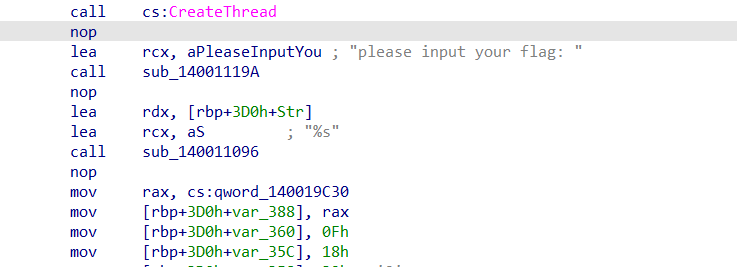 call cs:CreateThread
nop
lea rcx, aPleaseInputYou ; "please input your flag: "
call sub_14001119A
nop
lea rdx, [rbp+3D0h+Str]
lea rcx, aS ; "%s"
call sub_140011096
nop
mov rax, cs:qword_140019C30
mov [rbp+3D0h+var_388], rax
mov [rbp+3D0h+var_360], 0Fh
mov [rbp+3D0h+var_35C], 18h